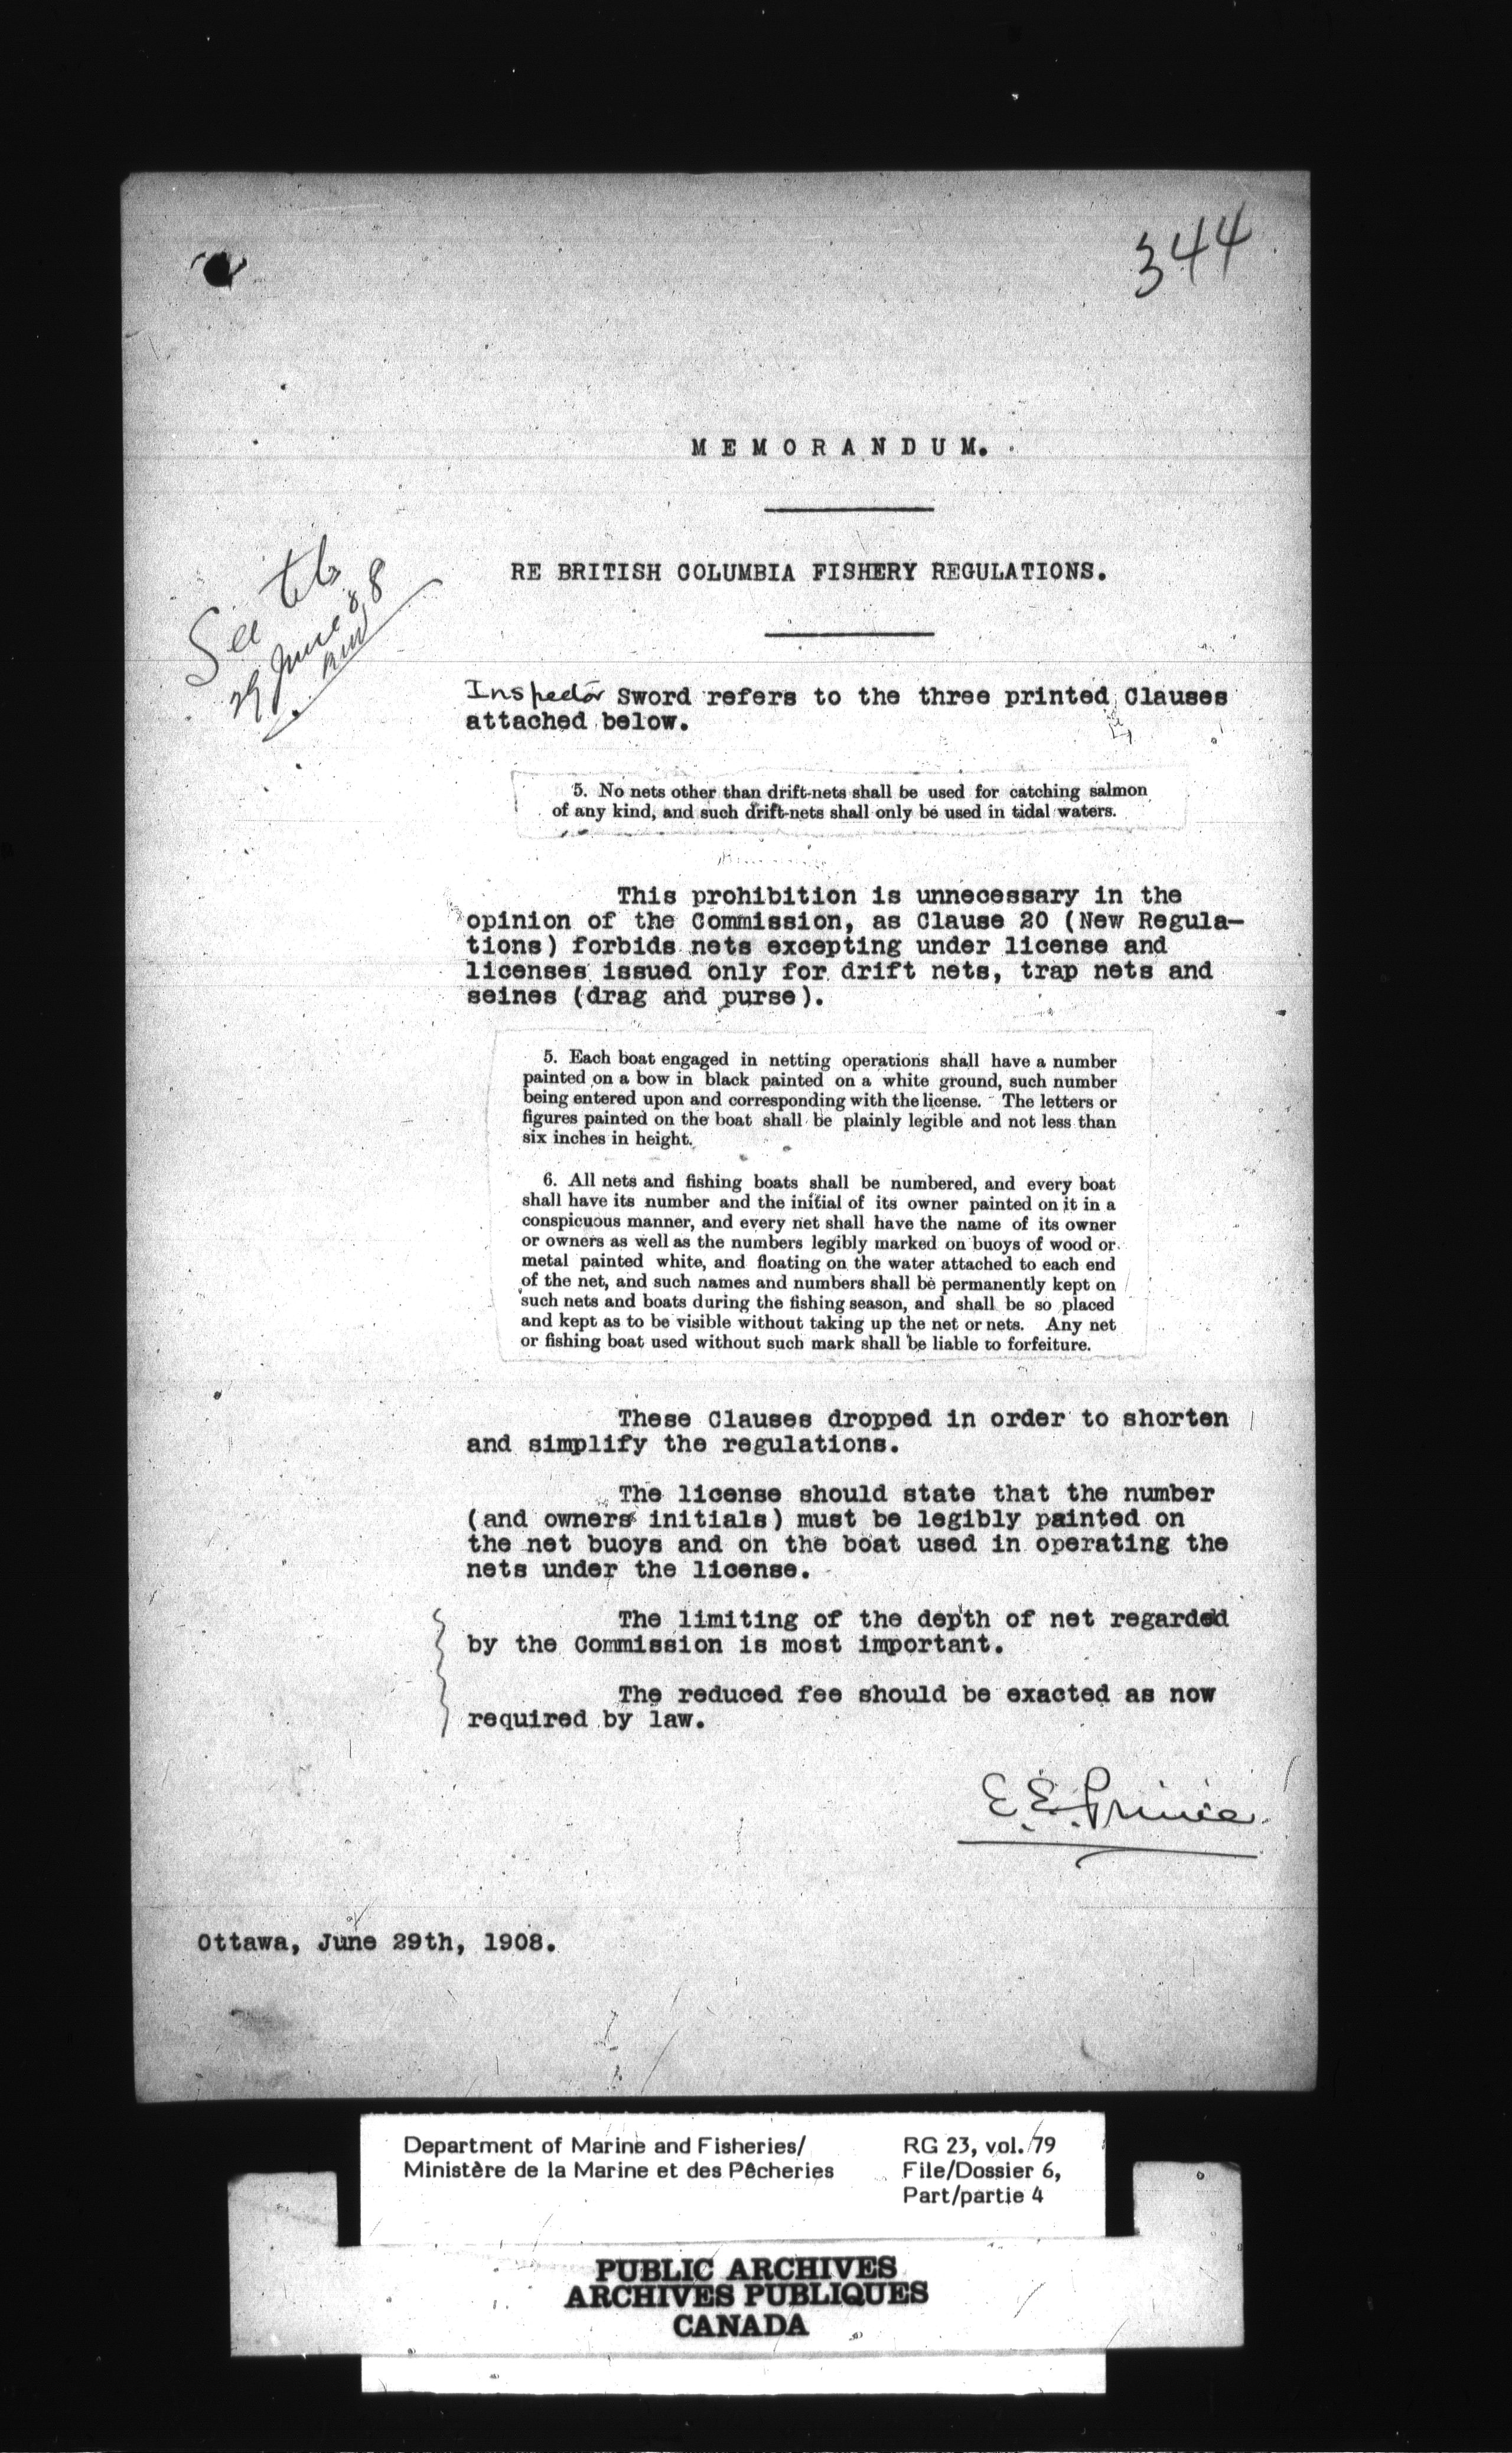 344
MEMORANDUM.
RE BRITISH COLUMBIA FISHERY REGULATIONS.
See
29 June
Inspector Sword refers to the three printed Clauses
attached below.
5. No nets other than drift-nets shall be used for catching salmon
of any kind, and such drift-nets shall only be used in tidal waters.
This prohibition is unnecessary in the
opinion of the Commission, as Clause 20 (New Regula-
tions) forbids nets excepting under license and
licenses issued only for drift nets, trap nets and
seines (drag and purse).
5. Each boat engaged in netting operations shall have a number
painted on a bow in black painted on a white ground, such number
being entered upon and corresponding with the license. The letters or
figures painted on the boat shall be plainly legible and not less than
six inches in height.
6. All nets and fishing boats shall be numbered, and every boat
shall have its number and the initial of its owner painted on it in a
conspicuous manner, and every net shall have the name of its owner
or owners as well as the numbers legibly marked on buoys of wood or
metal painted white, and floating on the water attached to each end
of the net, and such names and numbers shall be permanently kept on
such nets and boats during the fishing season, and shall be so placed
and kept as to be visible without taking up the net or nets. Any net
or fishing boat used without such mark shall be liable to forfeiture.
These Clauses dropped in order to shorten
and simplify the regulations.
The license should state that the number
(and owners initials) must be legibly painted on
the net buoys and on the boat used in operating the
nets under the license.
The limiting of the depth of net regarded
by the Commission is most important.
The reduced fee should be exacted as now
required by law.
E.E.Prince.
Ottawa, June 29th, 1908.
Department of Marine and Fisheries/
Ministère de la Marine et des Pêcheries
RG 23, vol. 79
File/Dossier 6,
Part/partie 4
PUBLIC ARCHIVES
ARCHIVES PUBLIQUES
CANADA